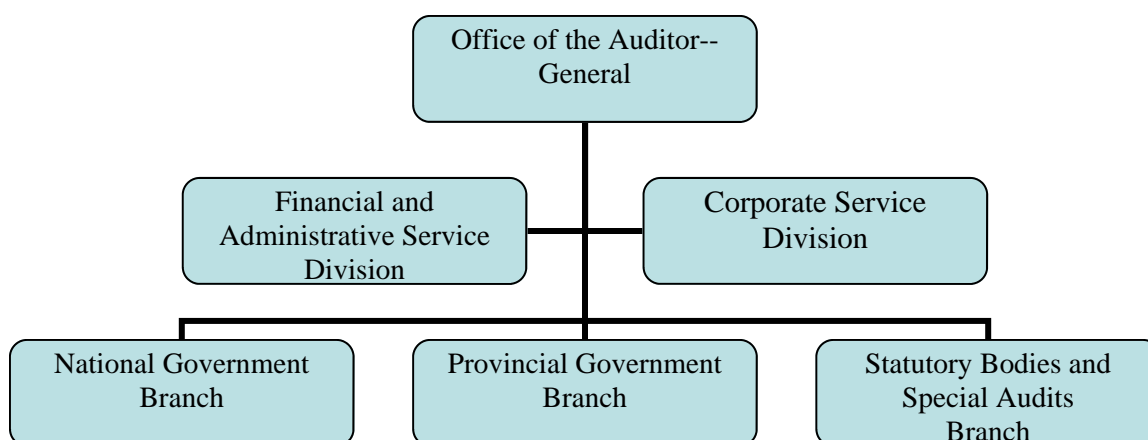 Office of the Auditor--
General
Financial and
Administrative Service
Division
Corporate Service
Division
National Government
Branch
Provincial Government
Branch
Statutory Bodies and
Special Audits
Branch